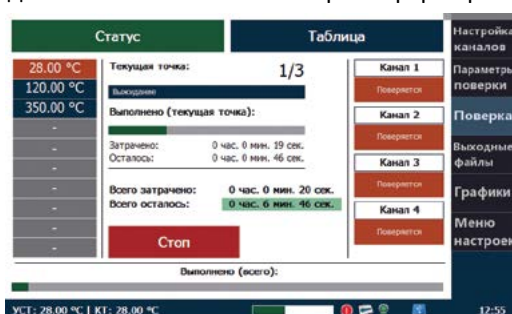 Статус
Таблица
28.00 °C
120.00 °C
350.00 °C
-
-
-
-
-
-
-
Текущая точка:
1/3
Выжидание
Выполнено (текущая точка):
Затрачено: 0 час. 0 мин. 19 сек.
Осталось: 0 час. 0 мин. 46 сек.
Всего затрачено: 0 час. 0 мин. 20 сек.
Всего осталось: 0 час. 6 мин. 46 сек.
Стоп
Канал 1
Поверяется
Канал 2
Поверяется
Канал 3
Поверяется
Канал 4
Поверяется
Выполнено (всего):
Настройка
каналов
Параметры
поверки
Поверка
Выходные
файлы
Графики
Меню
настроек
УСТ: 28.00 °C | КТ: 28.00 °C
12:55